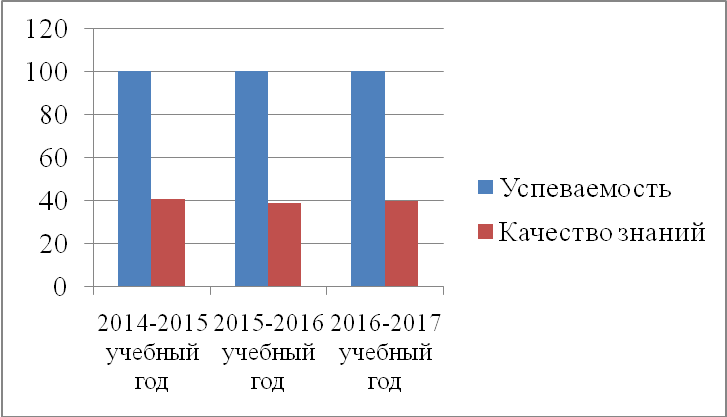 120
100
80
60
40
20
0
2014-2015 2015-2016 2016-2017
учебный учебный учебный
год год год
Успеваемость
Качество знаний